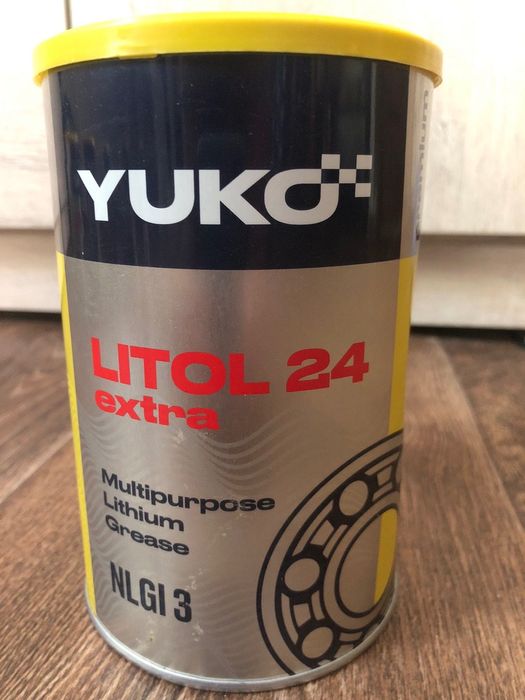 YUKO
LITOL 24
extra
Multipurpose
Lithium
Grease
NLGI 3